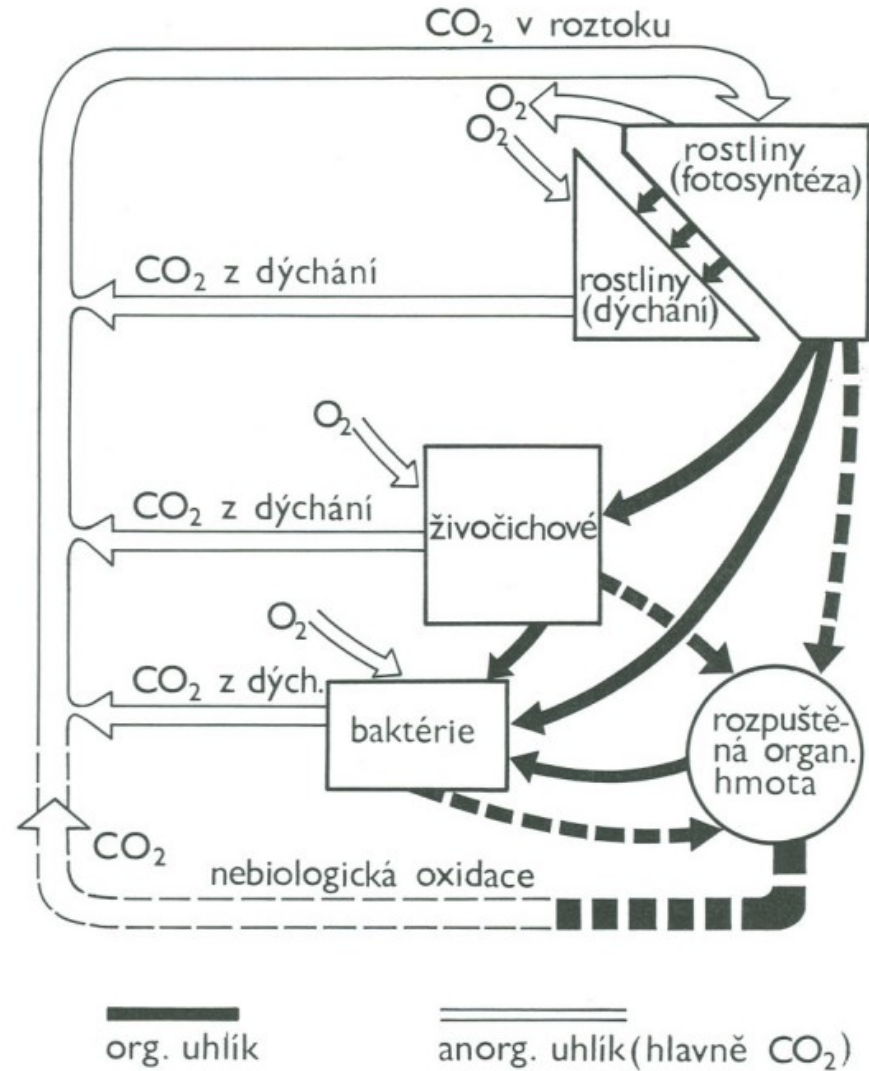 CO₂ v roztoku
O₂
O₂
rostliny
(fotosyntéza)
CO₂ z dýchání
rostliny
(dýchání)
O₂
CO₂ z dýchání
živočichové
O₂
CO₂ z dých.
baktérie
rozpuště-
ná organ.
hmota
CO₂
nebiologická oxidace
org. uhlík
anorg. uhlík (hlavně CO₂)